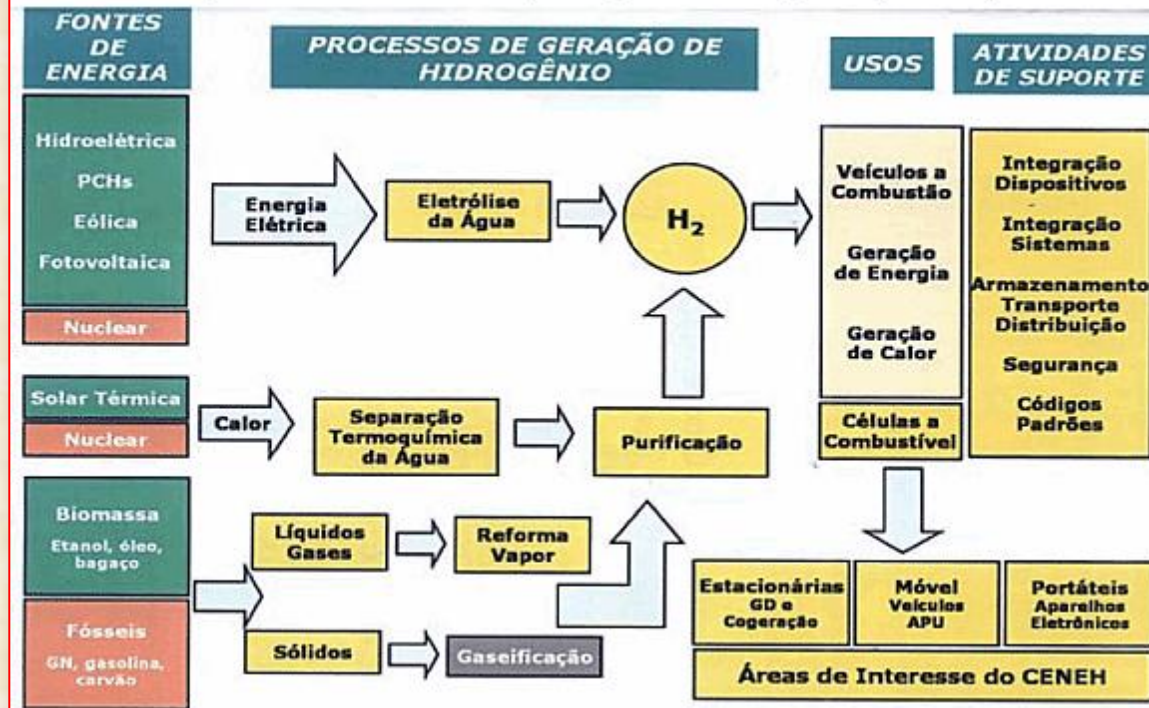 FONTES
DE
ENERGIA
PROCESSOS DE GERAÇÃO DE
HIDROGÊNIO
USOS
ATIVIDADES
DE SUPORTE
Hidroelétrica
PCHs
Eólica
Fotovoltaica
Nuclear
Energia
Elétrica
Eletrólise
da Água
H₂
Veículos a
Combustão
Geração
de Energia
Geração
de Calor
Células a
Combustível
Integração
Dispositivos
Integração
Sistemas
Armazenamento
Transporte
Distribuição
Segurança
Códigos
Padrões
Solar Térmica
Nuclear
Calor
Separação
Termoquímica
da Água
Purificação
Biomassa
Etanol, óleo,
bagaço
Fósseis
GN, gasolina,
carvão
Líquidos
Gases
Reforma
Vapor
Sólidos
Gaseificação
Estacionárias
GD e
Cogeração
Móvel
Veículos
APU
Portáteis
Aparelhos
Eletrônicos
Áreas de Interesse do CENEH